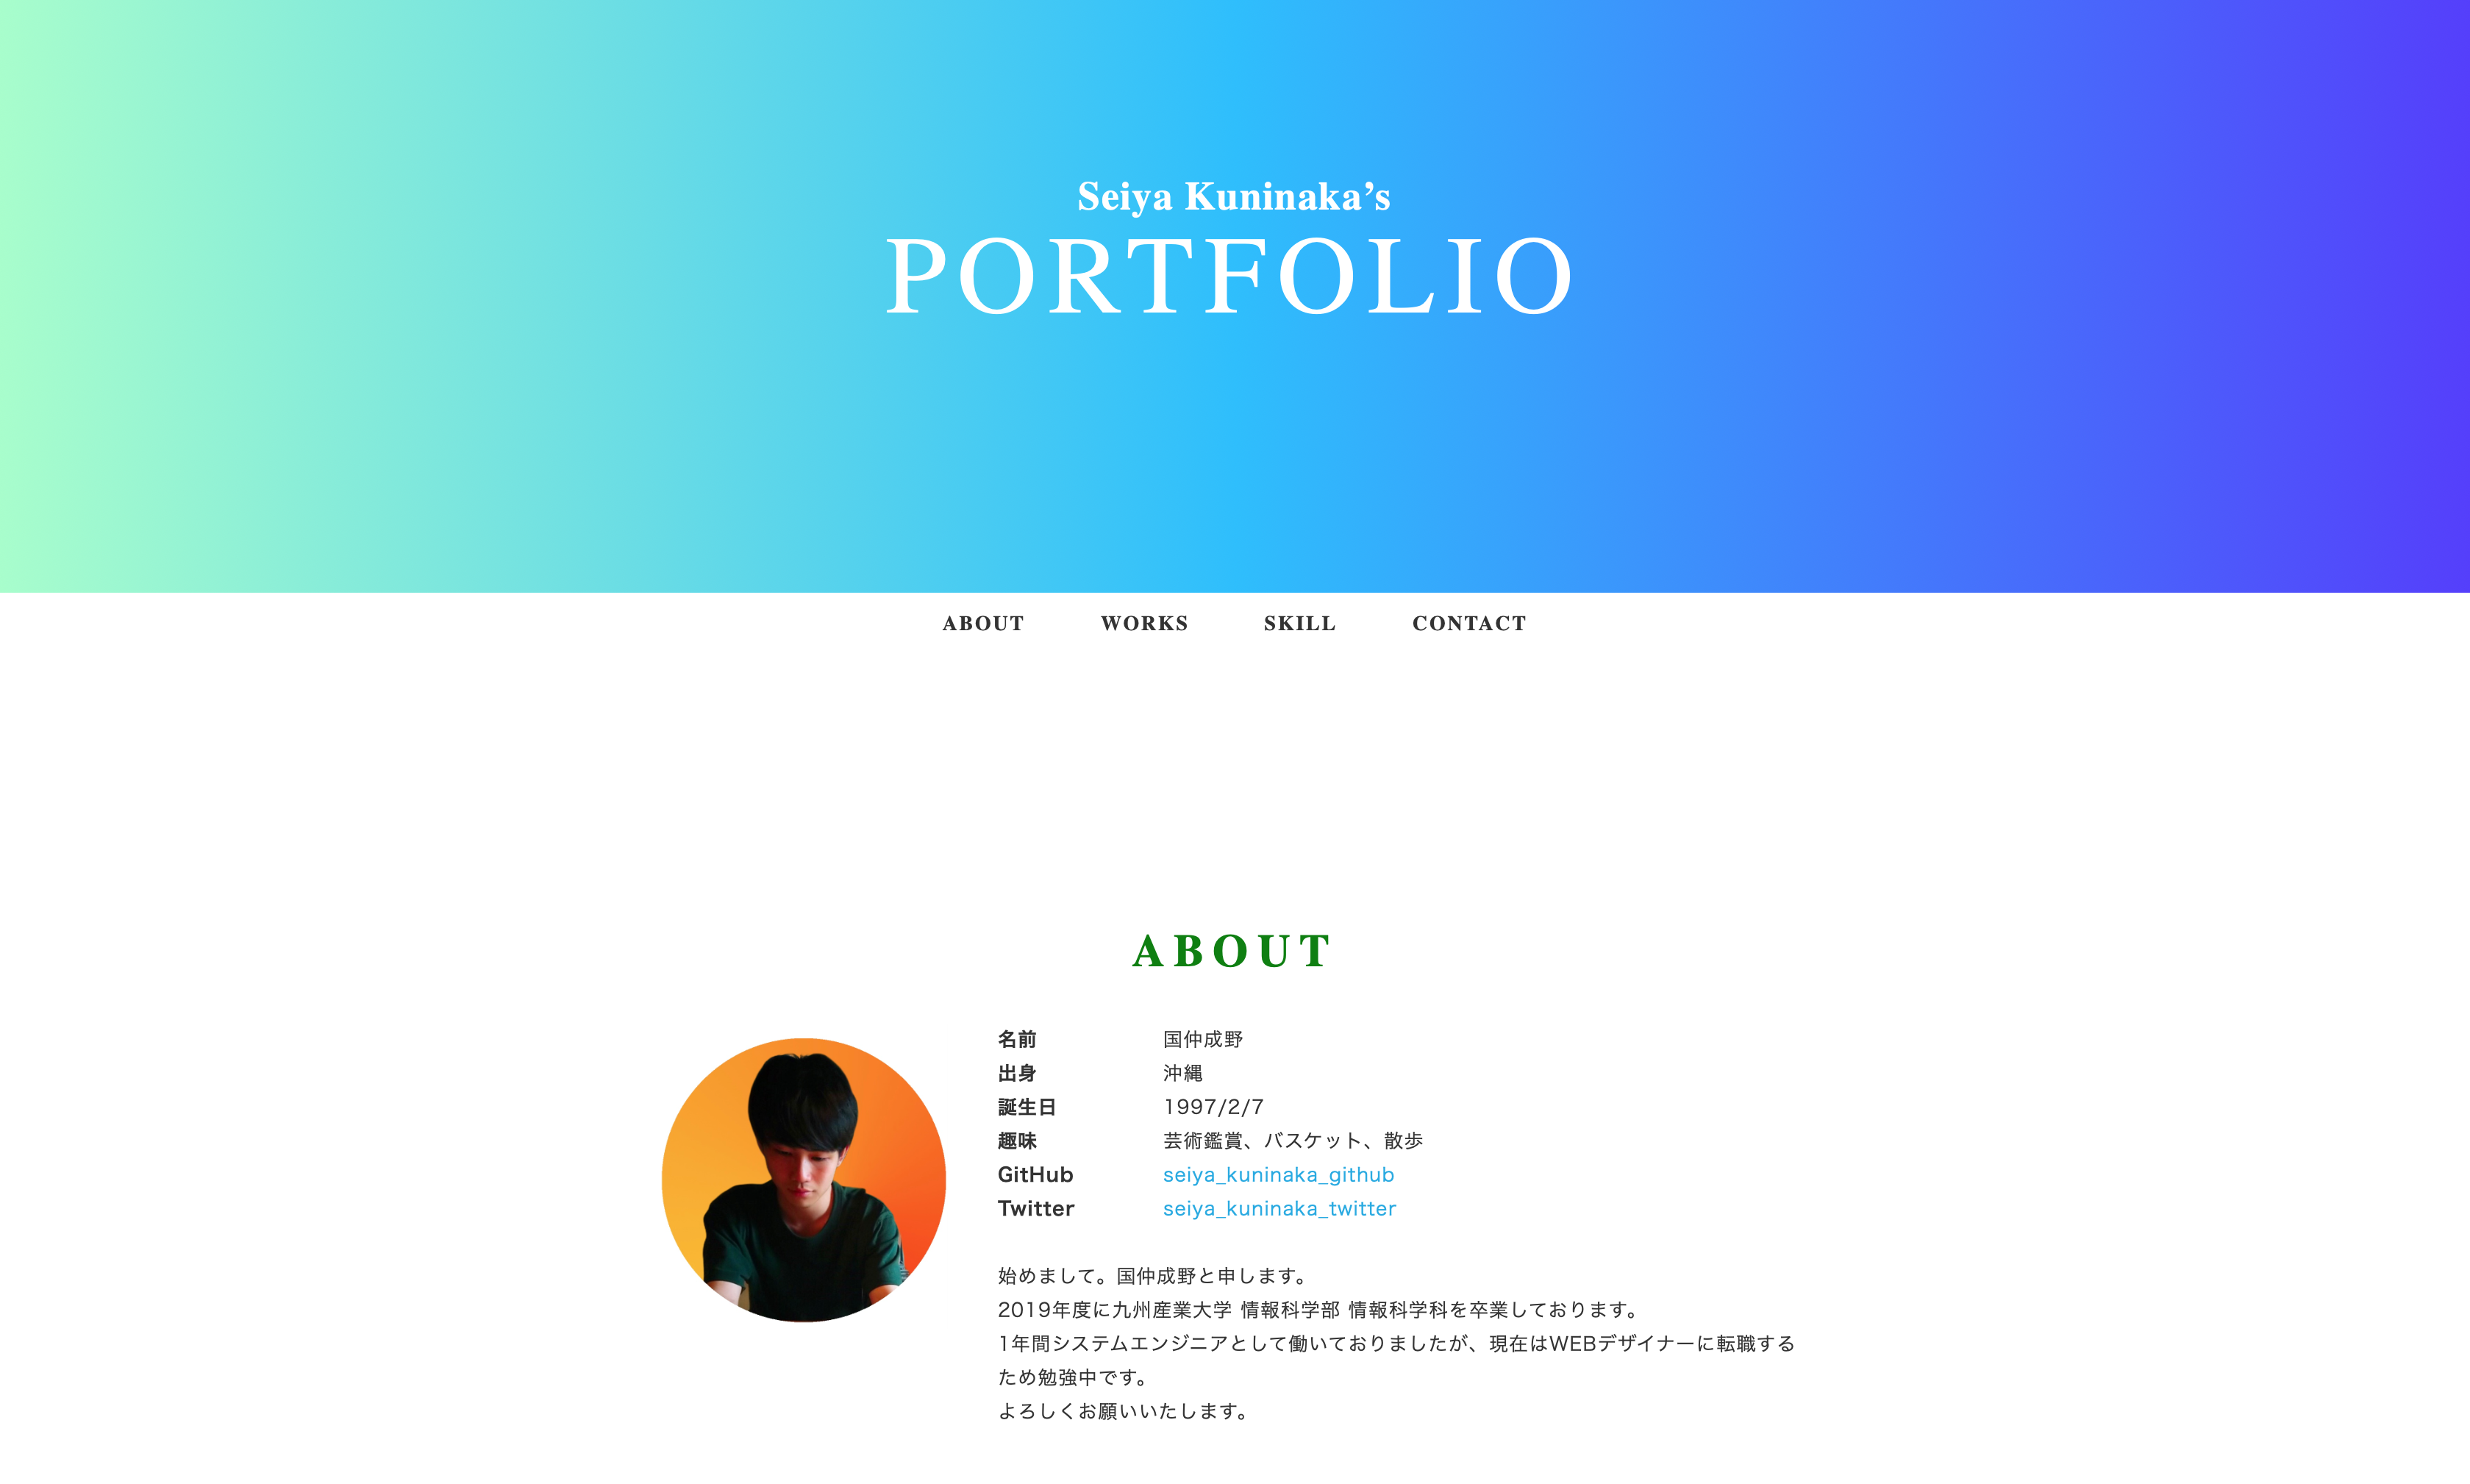 Seiya Kuninaka’s
PORTFOLIO
ABOUT WORKS SKILL CONTACT
ABOUT
名前 国仲成野
出身 沖縄
誕生日 1997/2/7
趣味 芸術鑑賞、バスケット、散歩
GitHub seiya_kuninaka_github
Twitter seiya_kuninaka_twitter
始めまして。国仲成野と申します。
2019年度に九州産業大学 情報科学部 情報科学科を卒業しております。
1年間システムエンジニアとして働いておりましたが、現在はWEBデザイナーに転職する
ため勉強中です。
よろしくお願いいたします。